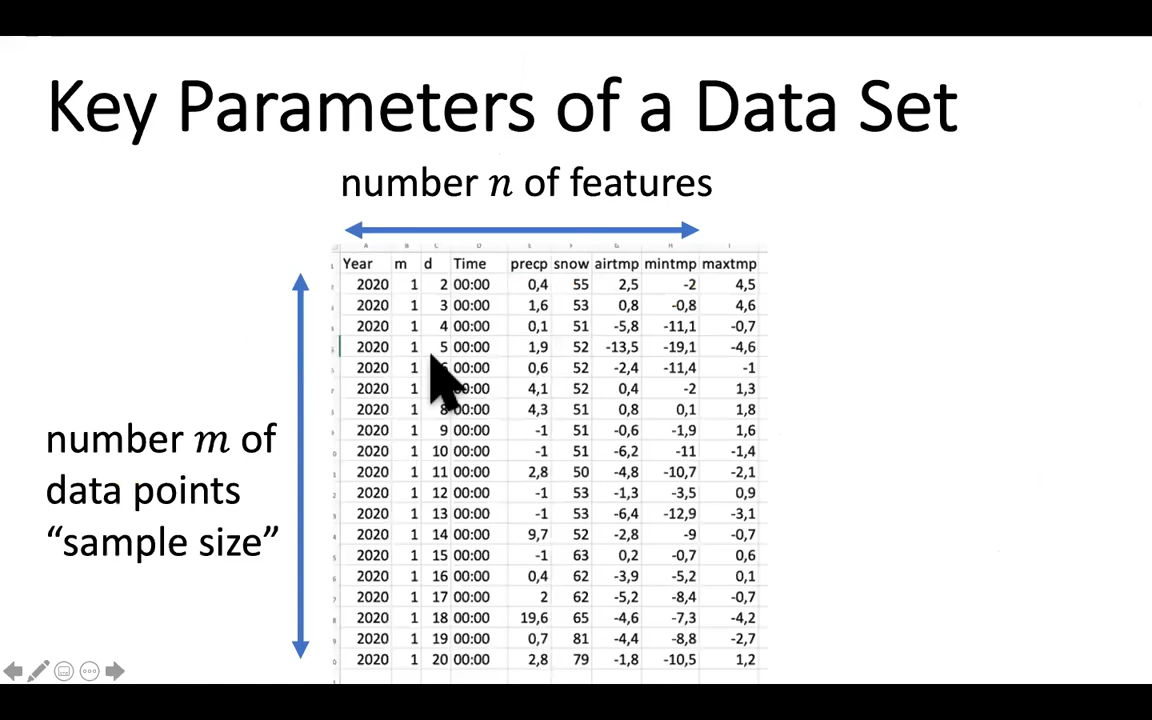 Key Parameters of a Data Set
number n of features
A B C D E F G H I
Year m d Time precp snow airtmp mintmp maxtmp
2020 1 2 00:00 0,4 55 2,5 -2 4,5
2020 1 3 00:00 1,6 53 0,8 -0,8 4,6
2020 1 4 00:00 0,1 51 -5,8 -11,1 -0,7
2020 1 5 00:00 1,9 52 -13,5 -19,1 -4,6
2020 1 00:00 0,6 52 -2,4 -11,4 -1
2020 1 4,1 52 0,4 -2 1,3
2020 1 8 00:00 4,3 51 0,8 0,1 1,8
2020 1 9 00:00 -1 51 -0,6 -1,9 1,6
2020 1 10 00:00 -1 51 -6,2 -11 -1,4
2020 1 11 00:00 2,8 50 -4,8 -10,7 -2,1
2020 1 12 00:00 -1 53 -1,3 -3,5 0,9
2020 1 13 00:00 -1 53 -6,4 -12,9 -3,1
2020 1 14 00:00 9,7 52 -2,8 -9 -0,7
2020 1 15 00:00 -1 63 0,2 -0,7 0,6
2020 1 16 00:00 0,4 62 -3,9 -5,2 0,1
2020 1 17 00:00 2 62 -5,2 -8,4 -0,7
2020 1 18 00:00 19,6 65 -4,6 -7,3 -4,2
2020 1 19 00:00 0,7 81 -4,4 -8,8 -2,7
2020 1 20 00:00 2,8 79 -1,8 -10,5 1,2
number m of
data points
“sample size”